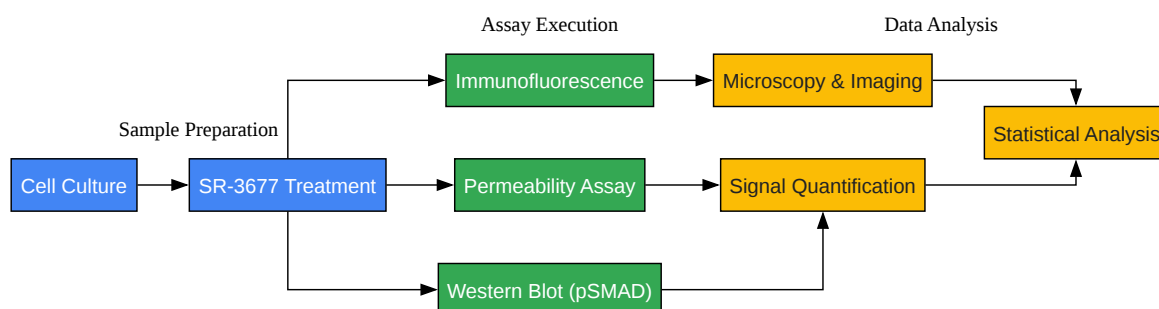 Assay Execution
Data Analysis
Immunofluorescence
Microscopy & Imaging
Sample Preparation
Statistical Analysis
Cell Culture
SR-3677 Treatment
Permeability Assay
Signal Quantification
Western Blot (pSMAD)